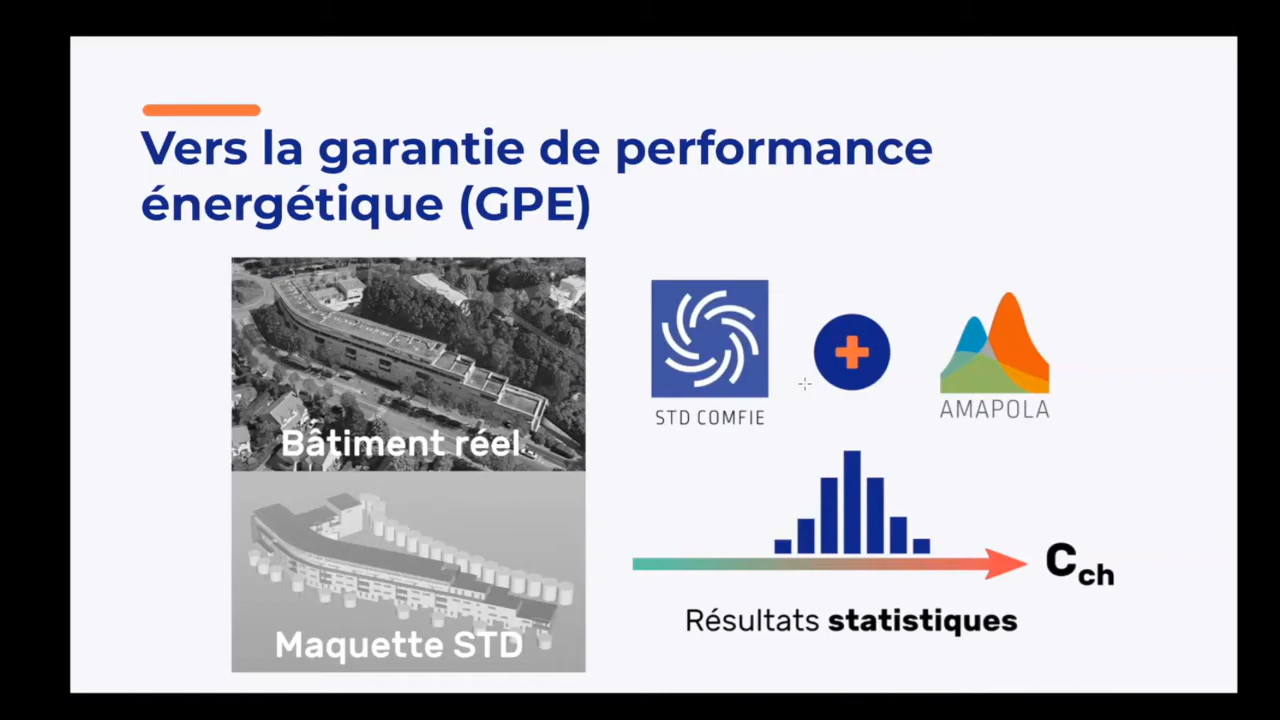 Vers la garantie de performance
énergétique (GPE)
Bâtiment réel
Maquette STD
STD COMFIE
AMAPOLA
Cch
Résultats statistiques